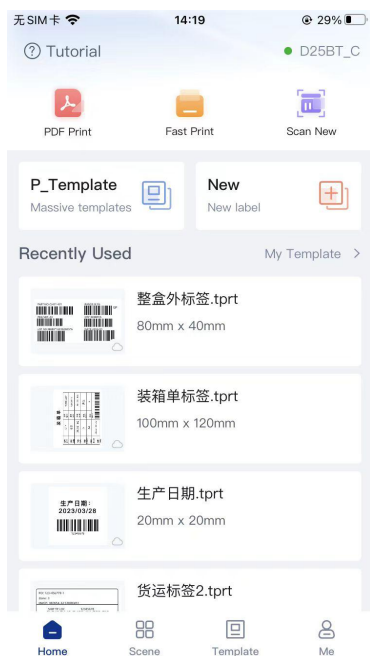 无SIM卡
14:19
29%
Tutorial
D25BT_C
PDF Print
Fast Print
Scan New
P_Template
Massive templates
New
New label
Recently Used
My Template
整盒外标签.tprt
80mm x 40mm
装箱单标签.tprt
100mm x 120mm
生产日期:
2023/03/28
生产日期.tprt
20mm x 20mm
货运标签2.tprt
Home
Scene
Template
Me